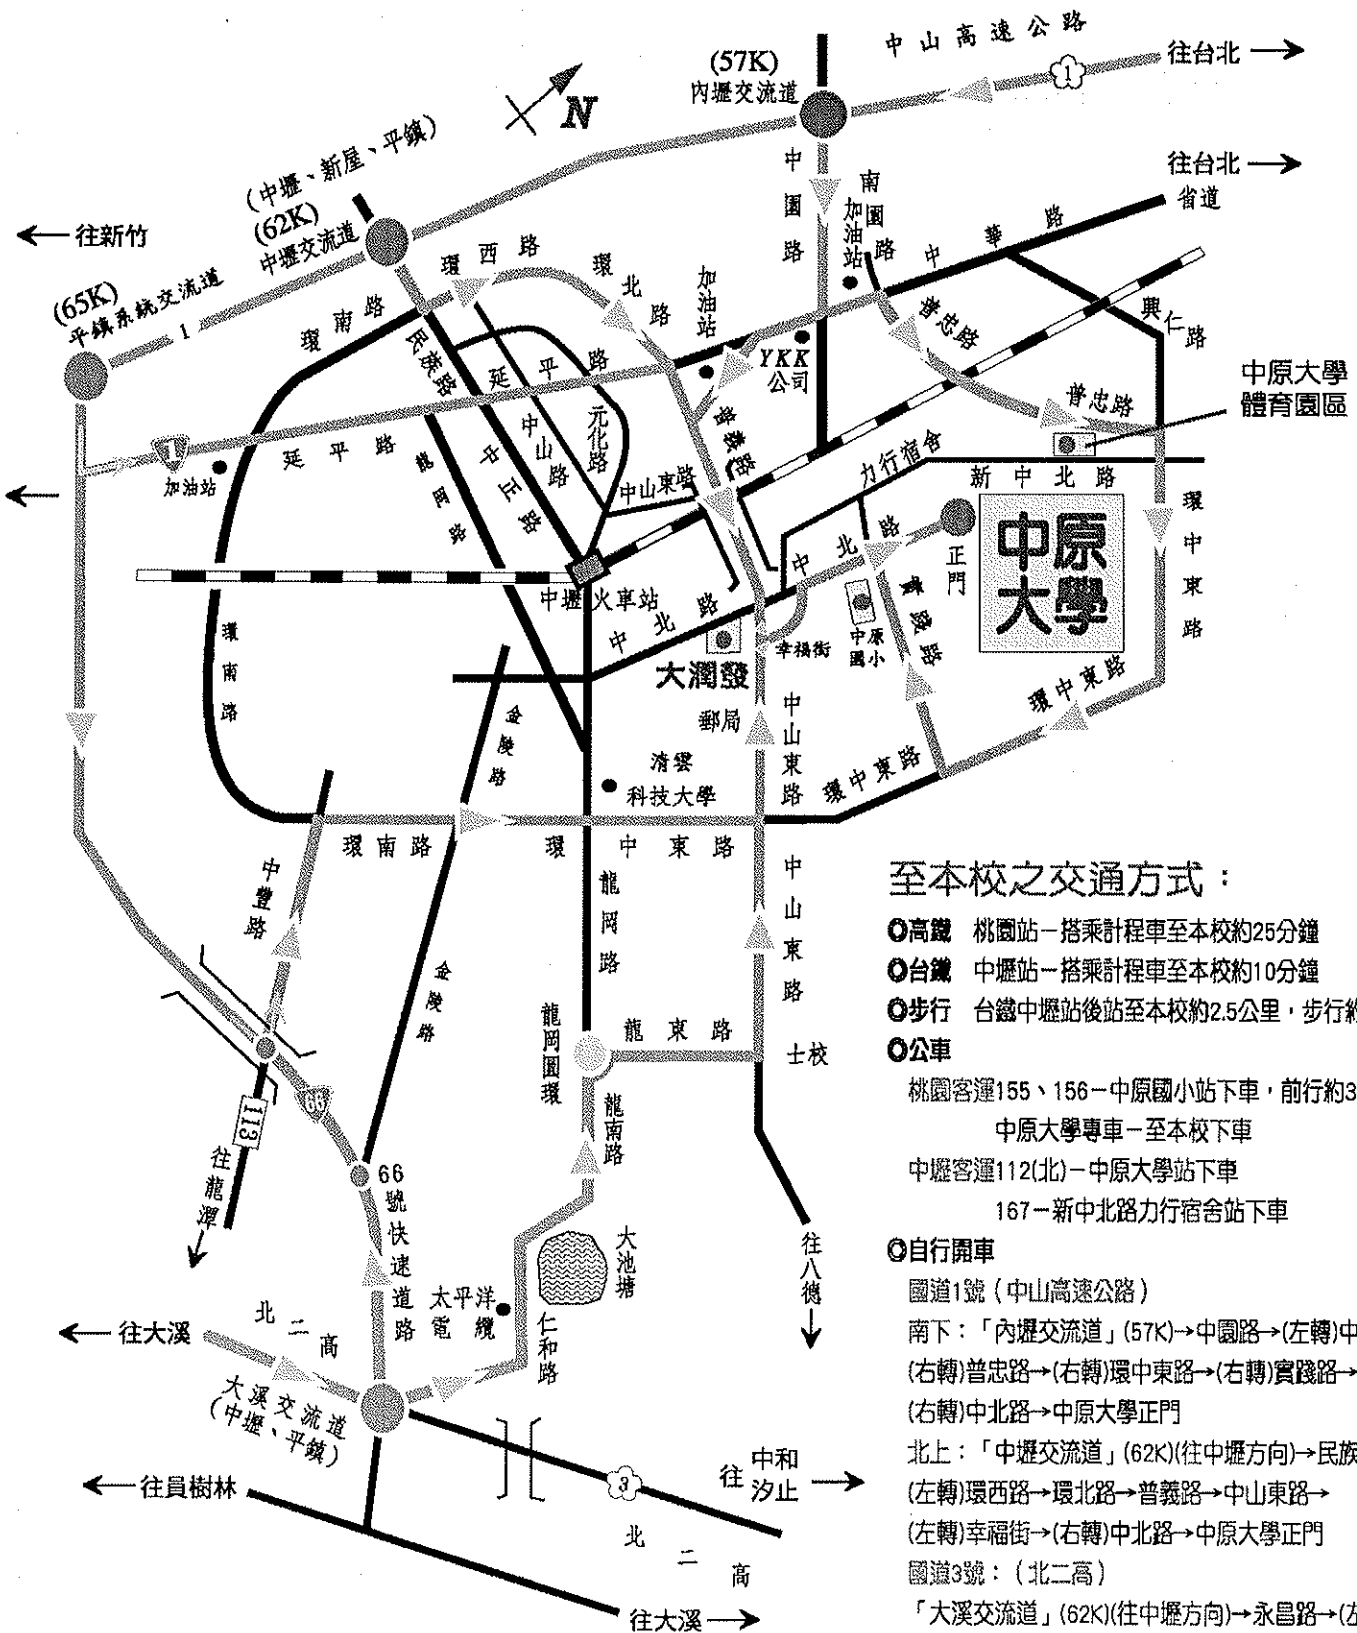 中山高速公路
往台北
(57K)
內壢交流道
1
N
往台北
省道
(中壢、新屋、平鎮)
(62K)
中壢交流道
往新竹
(65K)
平鎮系統交流道
1
中園路
南園路
加油站
中華路
環西路
環北路
加油站
環南路
民族路
延平路
YKK
公司
普忠路
興仁路
普忠路
中原大學
體育園區
1
加油站
延平路
龍岡路
中正路
中山路
元化路
中山東路
普義路
力行宿舍
新中北路
中北路
正門
中原
大學
環中東路
中壢火車站
中北路
大潤發
幸福街
中原
國小
實踐路
環中東路
環南路
金陵路
郵局
清雲
科技大學
中山東路
環中東路
環南路
環中東路
中豐路
龍岡路
中山東路
金陵路
龍岡圓環
龍東路
士校
66
113
往龍潭
66號快速道路
龍南路
大池塘
往八德
太平洋
電纜
仁和路
往大溪
北二高
大溪交流道
(中壢、平鎮)
往員樹林
3
往
中和
汐止
北二高
往大溪
至本校之交通方式：
◎高鐵 桃園站－搭乘計程車至本校約25分鐘
◎台鐵 中壢站－搭乘計程車至本校約10分鐘
◎步行 台鐵中壢站後站至本校約2.5公里，步行約
◎公車
桃園客運155、156－中原國小站下車，前行約3
中原大學專車－至本校下車
中壢客運112(北)－中原大學站下車
167－新中北路力行宿舍站下車
◎自行開車
國道1號（中山高速公路）
南下：「內壢交流道」(57K)→中園路→(左轉)中
(右轉)普忠路→(右轉)環中東路→(右轉)實踐路→
(右轉)中北路→中原大學正門
北上：「中壢交流道」(62K)(往中壢方向)→民族
(左轉)環西路→環北路→普義路→中山東路→
(左轉)幸福街→(右轉)中北路→中原大學正門
國道3號：（北二高）
「大溪交流道」(62K)(往中壢方向)→永昌路→(左